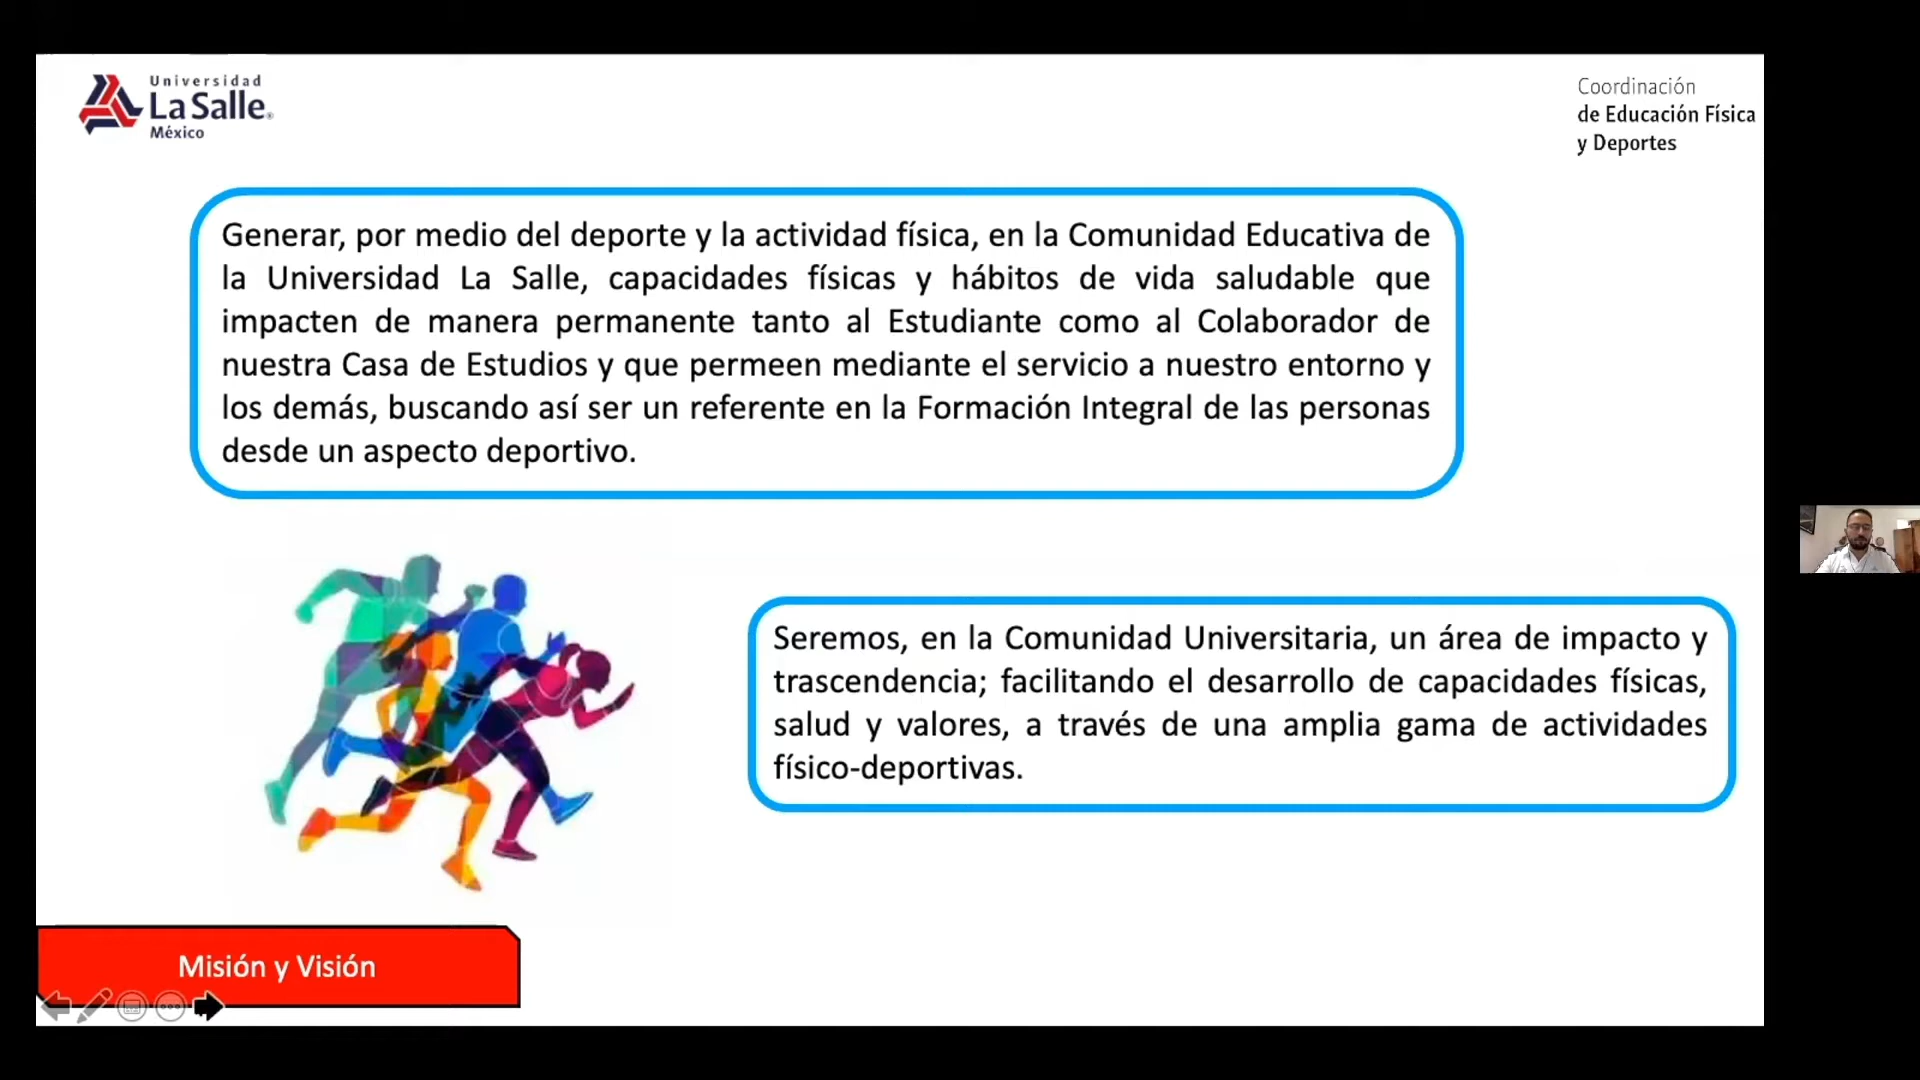 Universidad
La Salle®
México
Coordinación
de Educación Física
y Deportes
Generar, por medio del deporte y la actividad física, en la Comunidad Educativa de
la Universidad La Salle, capacidades físicas y hábitos de vida saludable que
impacten de manera permanente tanto al Estudiante como al Colaborador de
nuestra Casa de Estudios y que permeen mediante el servicio a nuestro entorno y
los demás, buscando así ser un referente en la Formación Integral de las personas
desde un aspecto deportivo.
Seremos, en la Comunidad Universitaria, un área de impacto y
trascendencia; facilitando el desarrollo de capacidades físicas,
salud y valores, a través de una amplia gama de actividades
físico-deportivas.
Misión y Visión